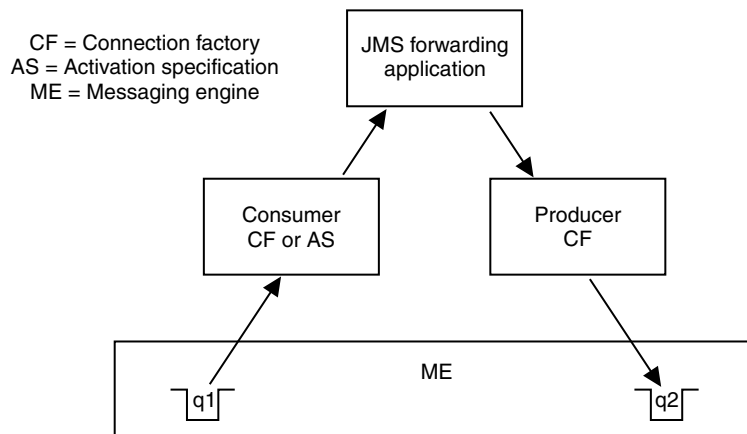 CF = Connection factory
AS = Activation specification
ME = Messaging engine
JMS forwarding
application
Consumer
CF or AS
Producer
CF
ME
q1
q2